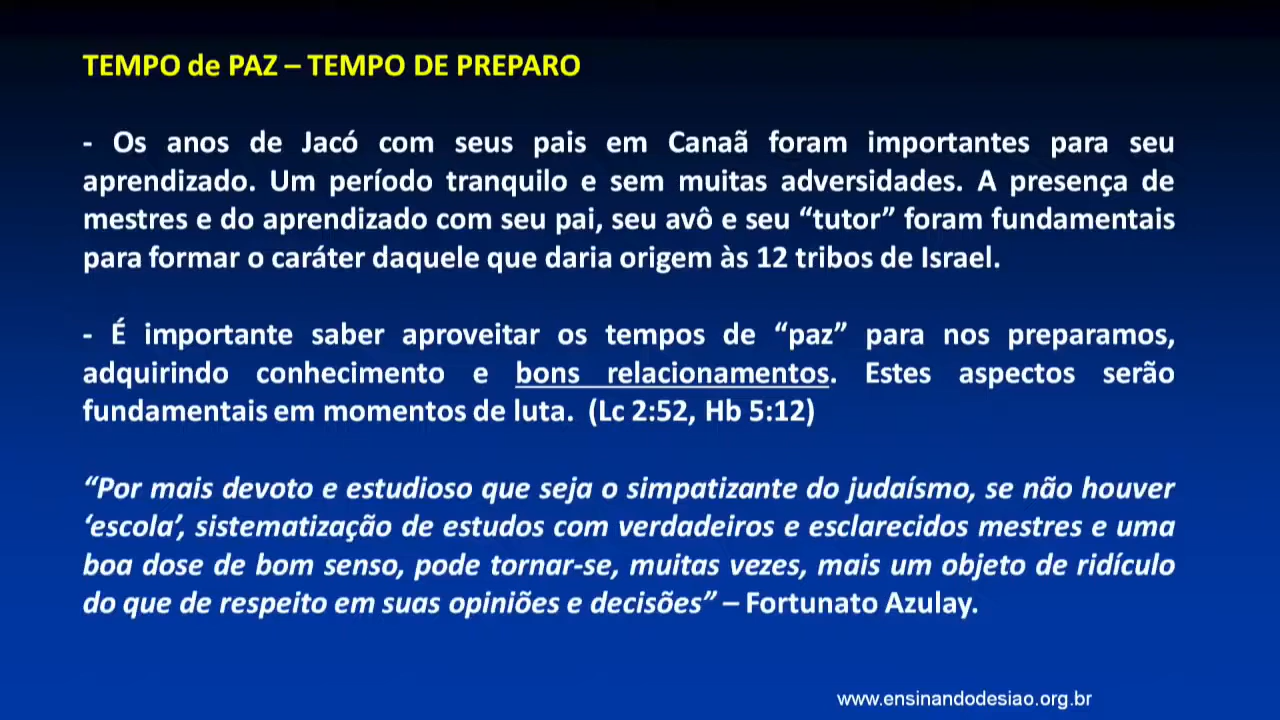 TEMPO de PAZ – TEMPO DE PREPARO
- Os anos de Jacó com seus pais em Canaã foram importantes para seu
aprendizado. Um período tranquilo e sem muitas adversidades. A presença de
mestres e do aprendizado com seu pai, seu avô e seu “tutor” foram fundamentais
para formar o caráter daquele que daria origem às 12 tribos de Israel.
- É importante saber aproveitar os tempos de “paz” para nos preparamos,
adquirindo conhecimento e bons relacionamentos. Estes aspectos serão
fundamentais em momentos de luta. (Lc 2:52, Hb 5:12)
“Por mais devoto e estudioso que seja o simpatizante do judaísmo, se não houver
‘escola’, sistematização de estudos com verdadeiros e esclarecidos mestres e uma
boa dose de bom senso, pode tornar-se, muitas vezes, mais um objeto de ridículo
do que de respeito em suas opiniões e decisões” – Fortunato Azulay.
www.ensinandodesiao.org.br